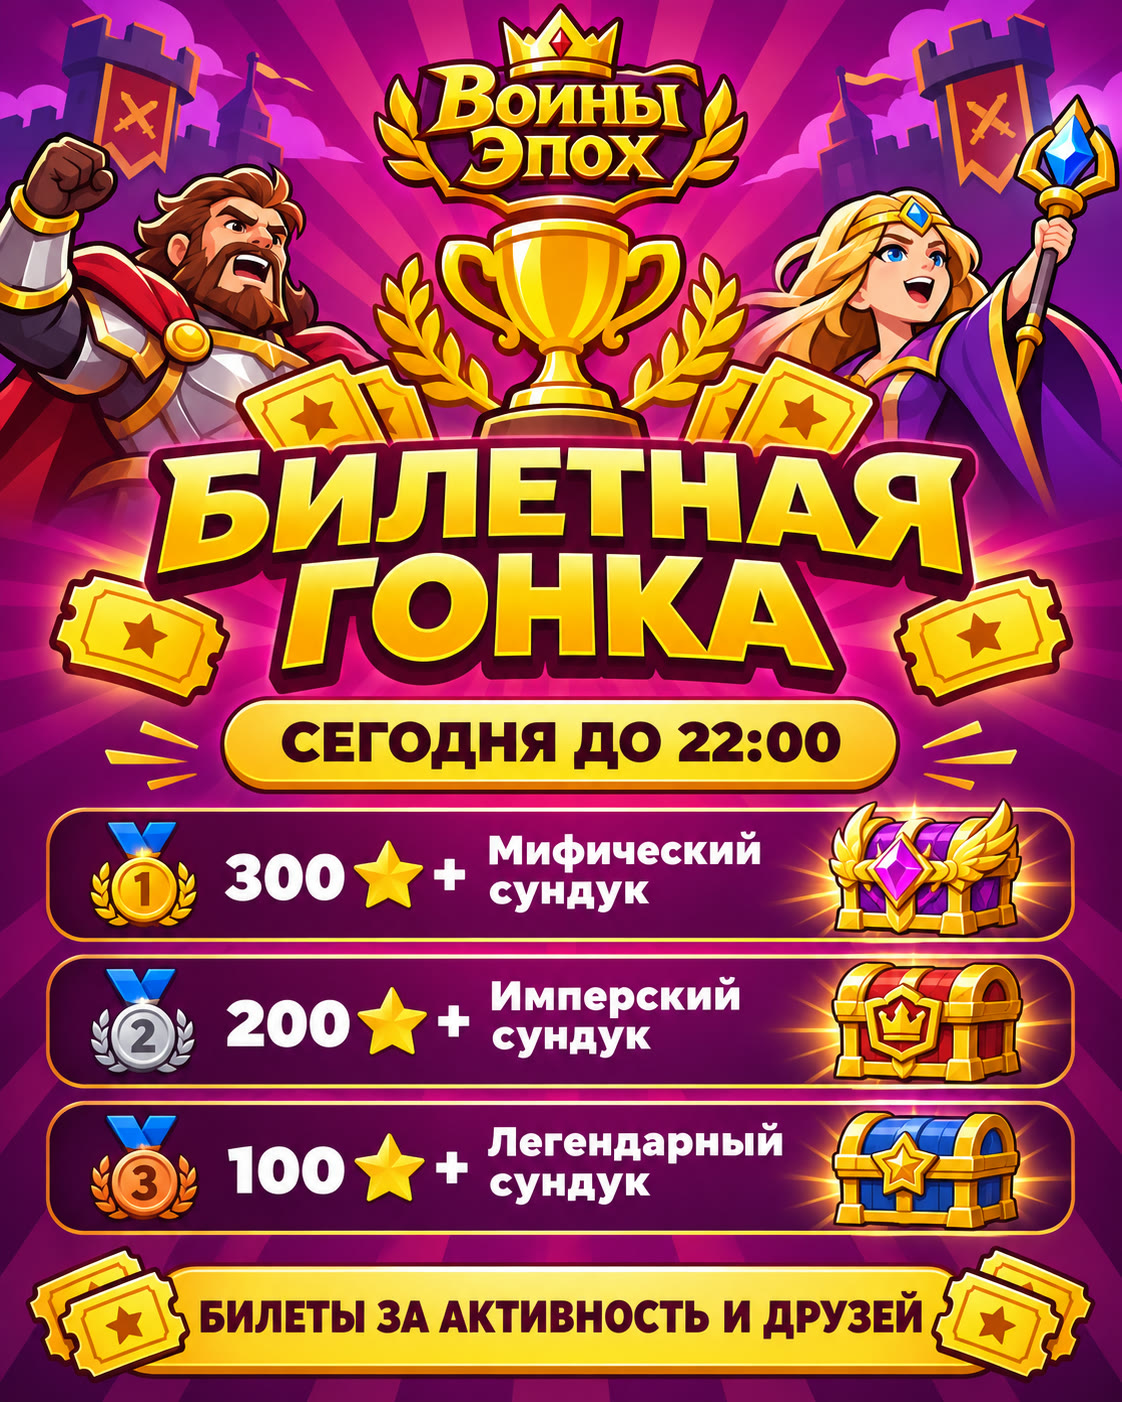 Воины
Эпох
БИЛЕТНАЯ
ГОНКА
СЕГОДНЯ ДО 22:00
1
300 + Мифический
сундук
2
200 + Имперский
сундук
3
100 + Легендарный
сундук
БИЛЕТЫ ЗА АКТИВНОСТЬ И ДРУЗЕЙ